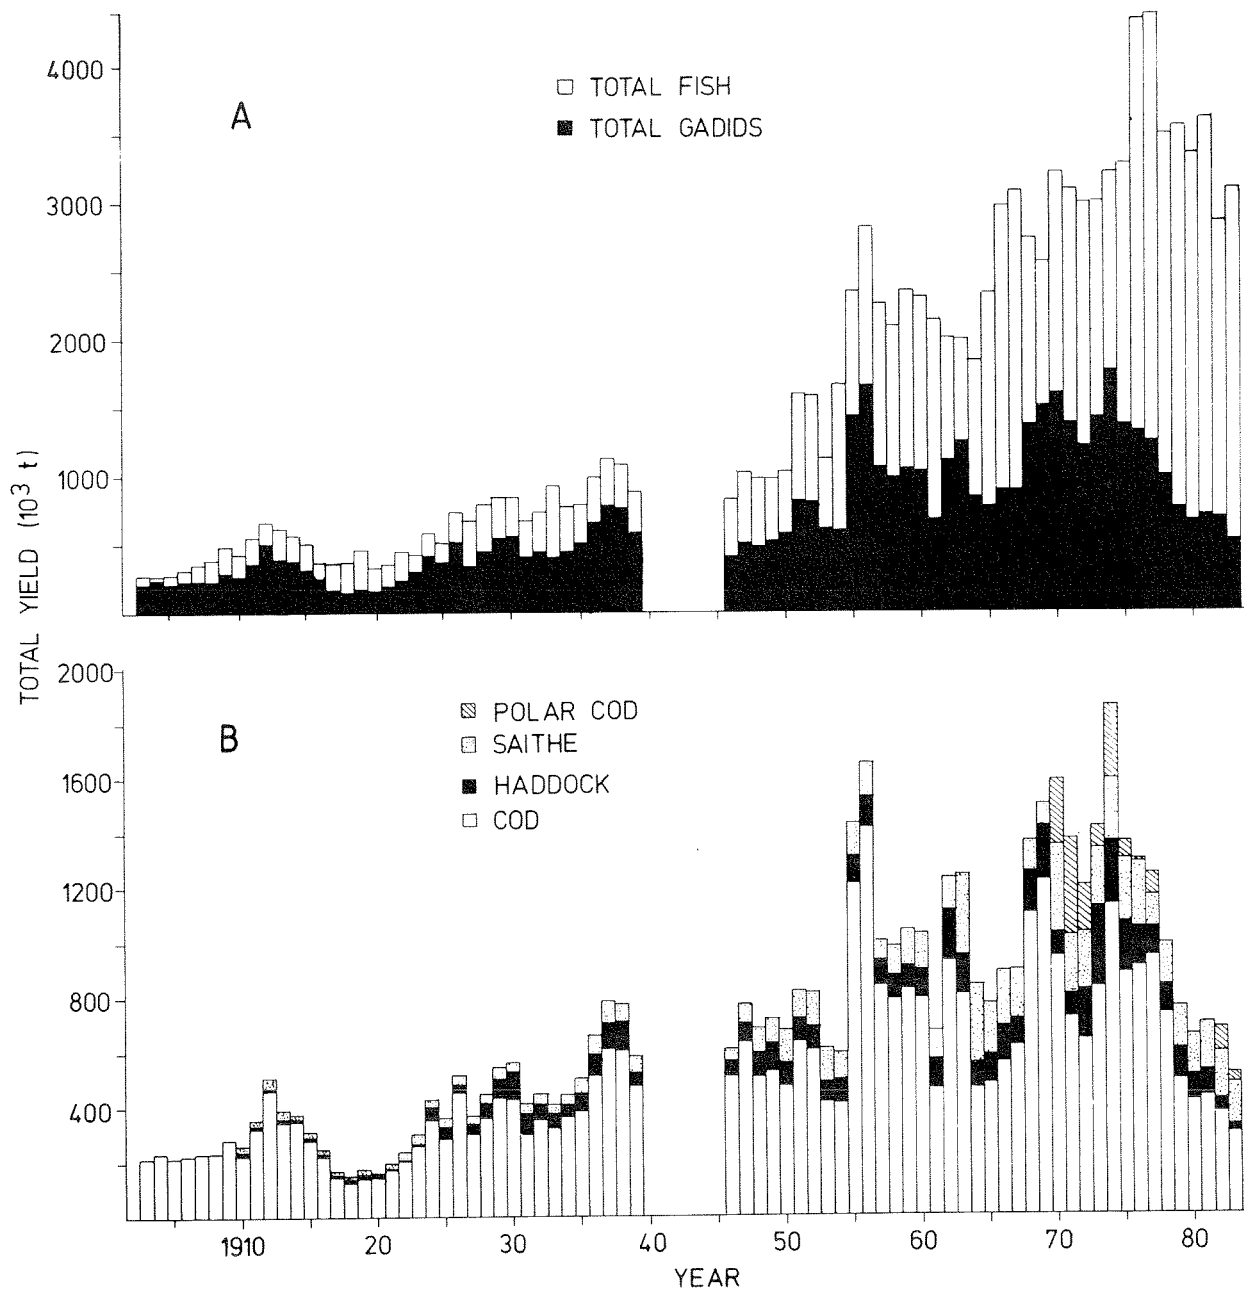 4000
3000
2000
1000
A
TOTAL FISH
TOTAL GADIDS
TOTAL YIELD (10³ t)
2000
1600
1200
800
400
B
POLAR COD
SAITHE
HADDOCK
COD
1910 20 30 40 50 60 70 80
YEAR